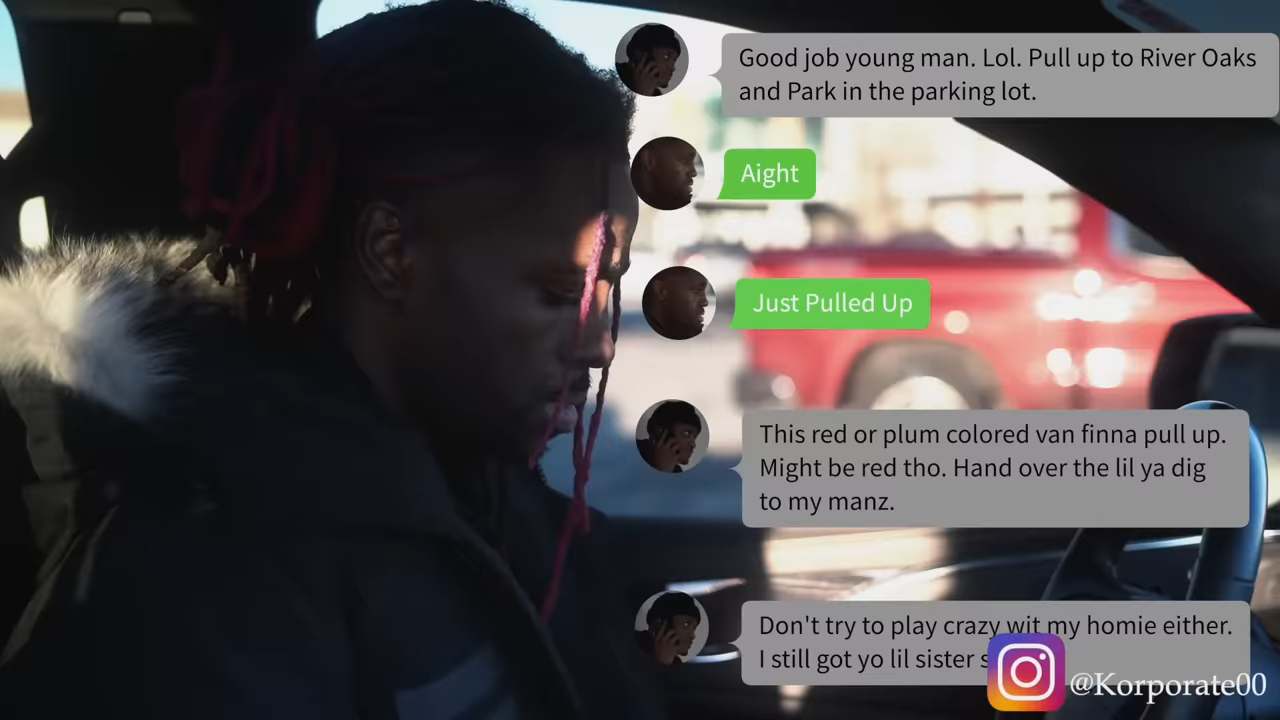 Good job young man. Lol. Pull up to River Oaks
and Park in the parking lot.
Aight
Just Pulled Up
This red or plum colored van finna pull up.
Might be red tho. Hand over the lil ya dig
to my manz.
Don't try to play crazy wit my homie either.
I still got yo lil sister
@Korporate00